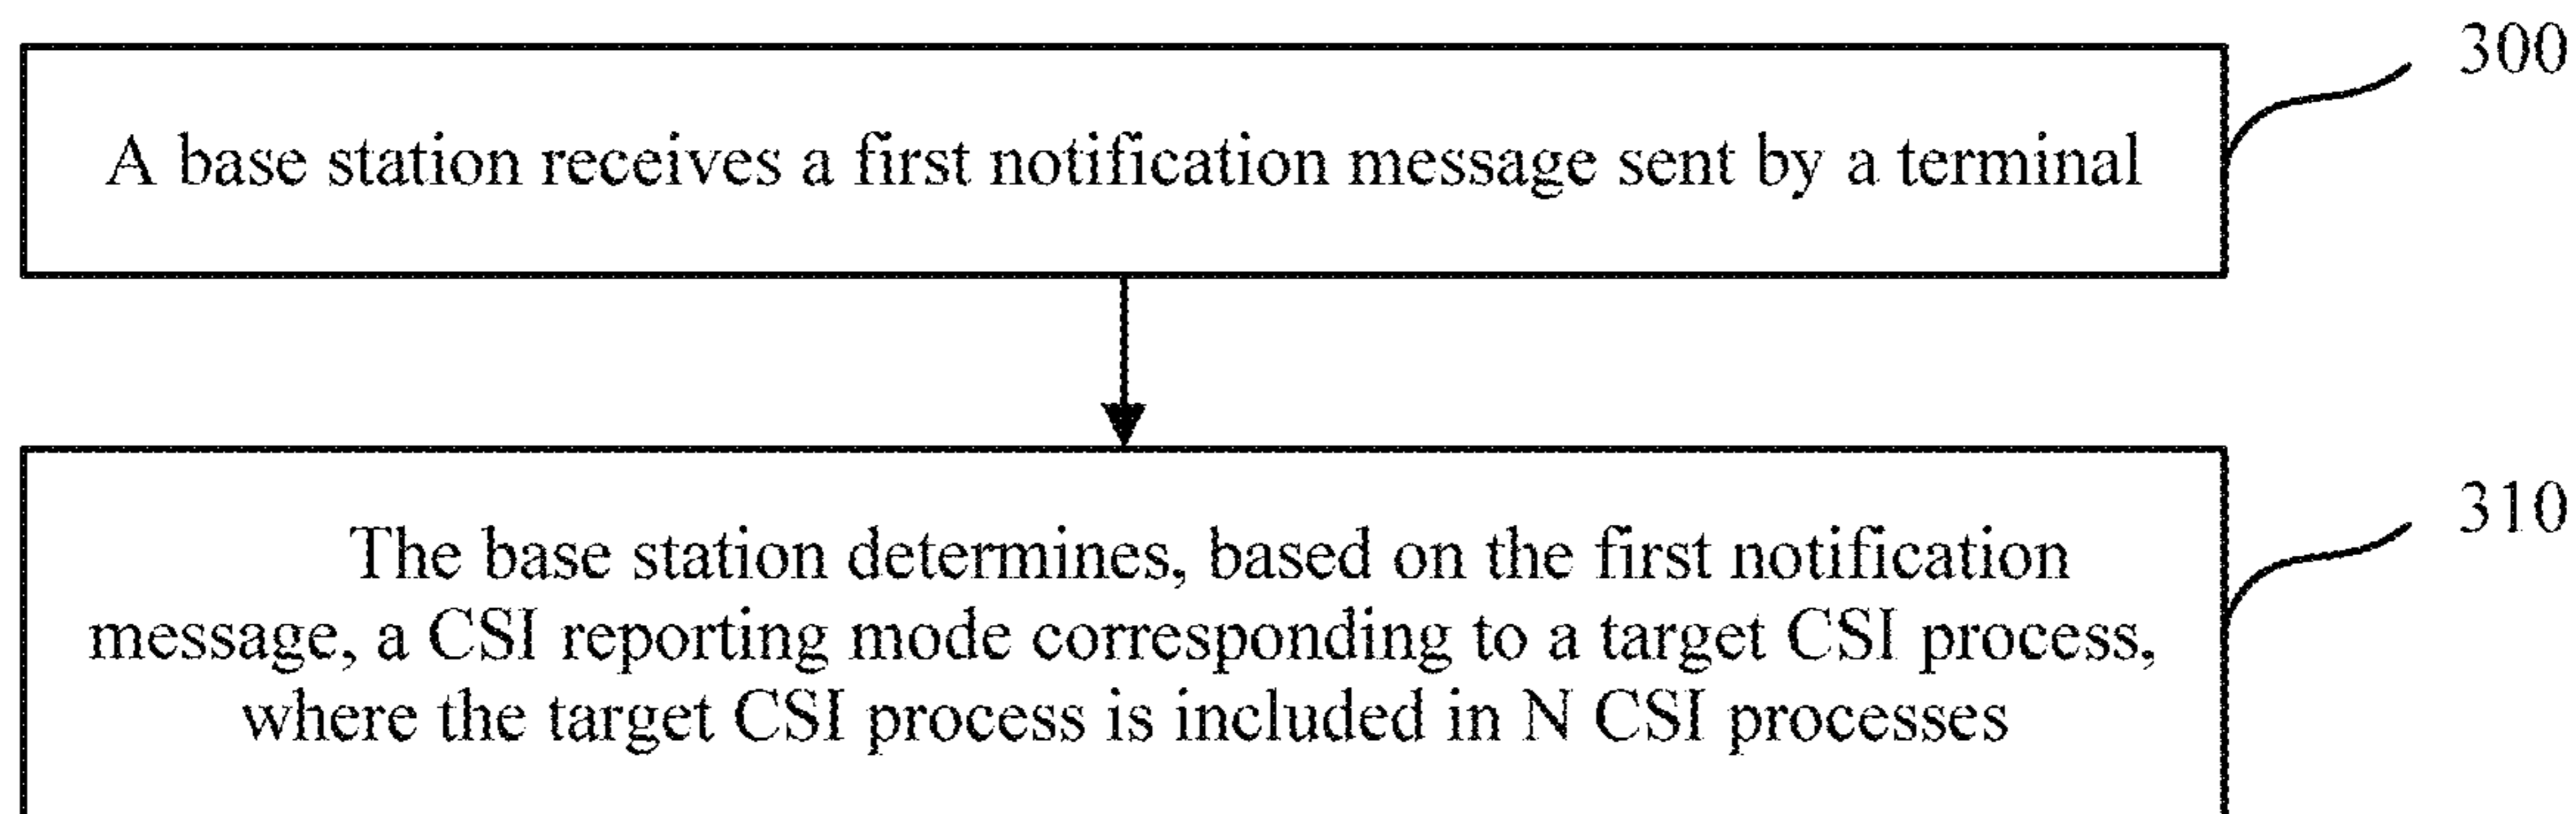 300
A base station receives a first notification message sent by a terminal
310
The base station determines, based on the first notification
message, a CSI reporting mode corresponding to a target CSI process,
where the target CSI process is included in N CSI processes